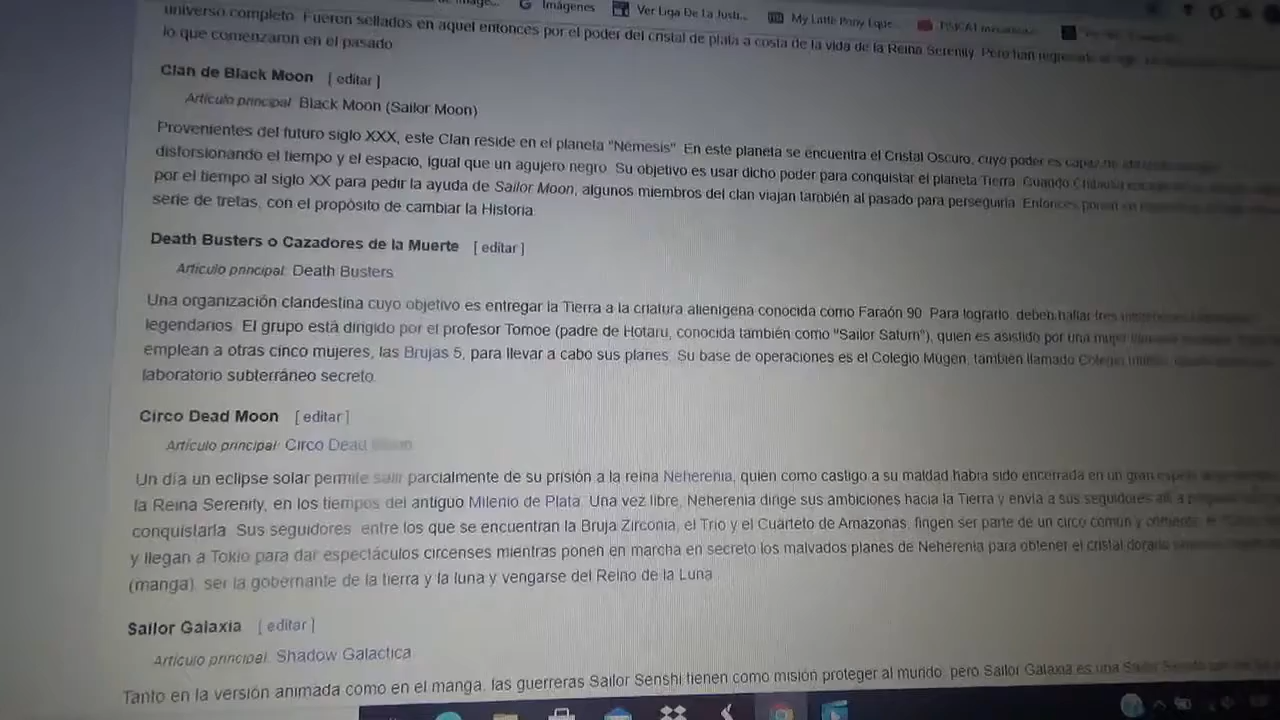 Imágenes
Ver Liga De La Justi...
My Little Pony Eque...
universo completo. Fueron sellados en aquel entonces por el poder del cristal de plata a costa de la vida de la Reina Serenity. Pero han
lo que comenzaron en el pasado.
Clan de Black Moon [ editar ]
Artículo principal: Black Moon (Sailor Moon)
Provenientes del futuro siglo XXX, este Clan reside en el planeta "Némesis". En este planeta se encuentra el Cristal Oscuro, cuyo poder es capaz de
distorsionando el tiempo y el espacio, igual que un agujero negro. Su objetivo es usar dicho poder para conquistar el planeta Tierra. Cuando
por el tiempo al siglo XX para pedir la ayuda de Sailor Moon, algunos miembros del clan viajan también al pasado para perseguirla. Entonces ponen en
serie de tretas, con el propósito de cambiar la Historia.
Death Busters o Cazadores de la Muerte [ editar ]
Artículo principal: Death Busters
Una organización clandestina cuyo objetivo es entregar la Tierra a la criatura alienígena conocida como Faraón 90. Para lograrlo, deben hallar tres
legendarios. El grupo está dirigido por el profesor Tomoe (padre de Hotaru, conocida también como "Sailor Saturn"), quien es asistido por una
emplean a otras cinco mujeres, las Brujas 5, para llevar a cabo sus planes. Su base de operaciones es el Colegio Mugen, también llamado Colegio
laboratorio subterráneo secreto.
Circo Dead Moon [ editar ]
Artículo principal: Circo Dead Moon
Un día un eclipse solar permite salir parcialmente de su prisión a la reina Neherenia, quien como castigo a su maldad habra sido encerrada en un gran espejo
la Reina Serenity, en los tiempos del antiguo Milenio de Plata. Una vez libre, Neherenia dirige sus ambiciones hacia la Tierra y envía a sus seguidores allí a
conquistarla. Sus seguidores, entre los que se encuentran la Bruja Zirconia, el Trío y el Cuarteto de Amazonas, fingen ser parte de un circo común y corriente,
y llegan a Tokio para dar espectáculos circenses mientras ponen en marcha en secreto los malvados planes de Neherenia para obtener el cristal dorado
(manga), ser la gobernante de la tierra y la luna y vengarse del Reino de la Luna.
Sailor Galaxia [ editar ]
Artículo principal: Shadow Galactica
Tanto en la versión animada como en el manga, las guerreras Sailor Senshi tienen como misión proteger al mundo, pero Sailor Galaxia es una Sailor